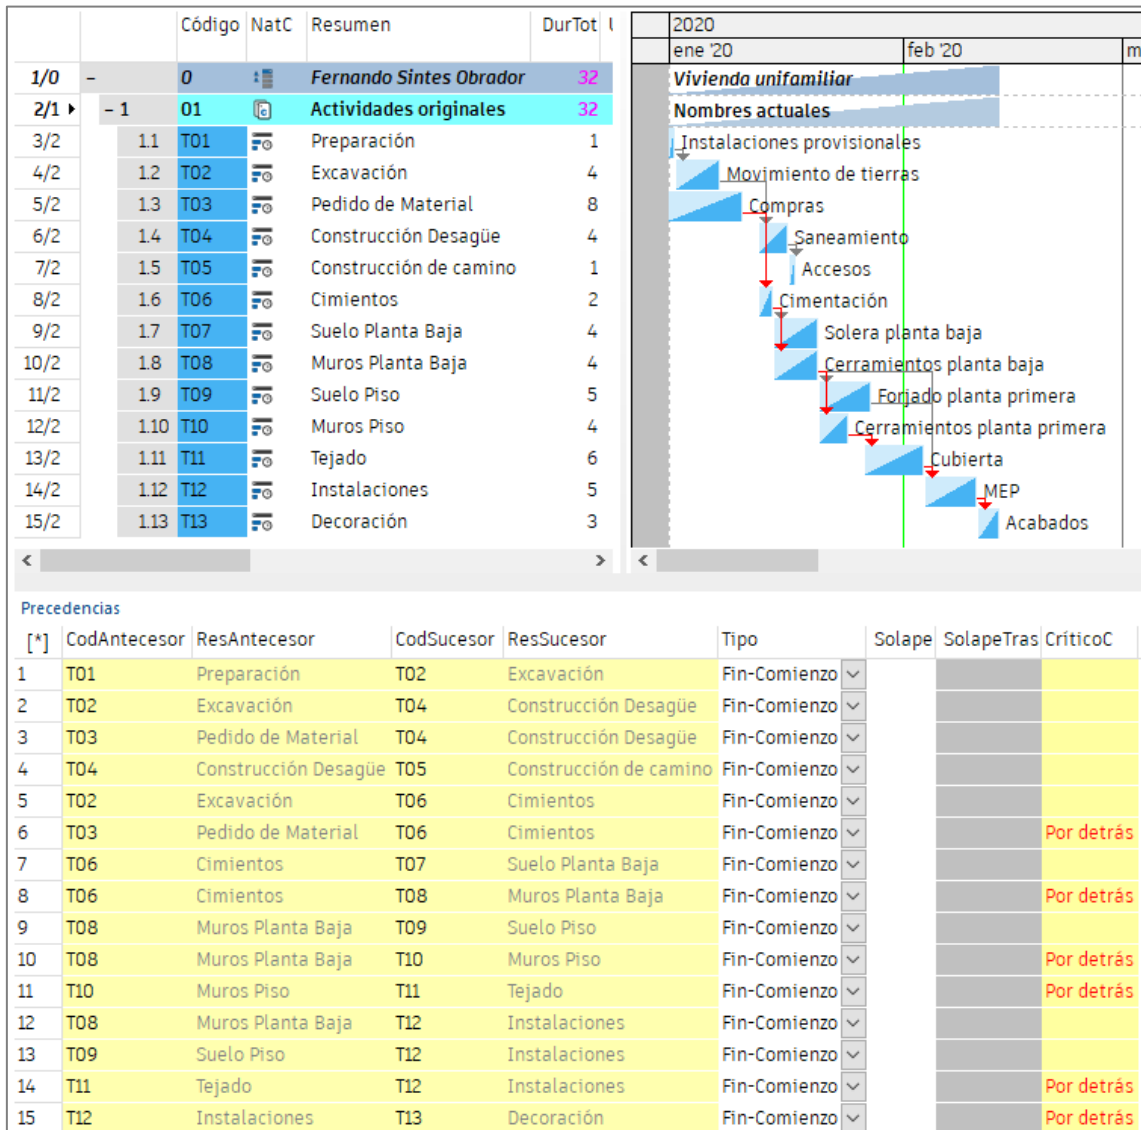 Código NatC Resumen DurTot 2020
ene '20 feb '20 m
1/0 - 0 Fernando Sintes Obrador 32 Vivienda unifamiliar
2/1 - 1 01 Actividades originales 32 Nombres actuales
3/2 1.1 T01 Preparación 1 Instalaciones provisionales
4/2 1.2 T02 Excavación 4 Movimiento de tierras
5/2 1.3 T03 Pedido de Material 8 Compras
6/2 1.4 T04 Construcción Desagüe 4 Saneamiento
7/2 1.5 T05 Construcción de camino 1 Accesos
8/2 1.6 T06 Cimientos 2 Cimentación
9/2 1.7 T07 Suelo Planta Baja 4 Solera planta baja
10/2 1.8 T08 Muros Planta Baja 4 Cerramientos planta baja
11/2 1.9 T09 Suelo Piso 5 Forjado planta primera
12/2 1.10 T10 Muros Piso 4 Cerramientos planta primera
13/2 1.11 T11 Tejado 6 Cubierta
14/2 1.12 T12 Instalaciones 5 MEP
15/2 1.13 T13 Decoración 3 Acabados
Precedencias
[*] CodAntecesor ResAntecesor CodSucesor ResSucesor Tipo Solape SolapeTras CríticoC
1 T01 Preparación T02 Excavación Fin-Comienzo
2 T02 Excavación T04 Construcción Desagüe Fin-Comienzo
3 T03 Pedido de Material T04 Construcción Desagüe Fin-Comienzo
4 T04 Construcción Desagüe T05 Construcción de camino Fin-Comienzo
5 T02 Excavación T06 Cimientos Fin-Comienzo
6 T03 Pedido de Material T06 Cimientos Fin-Comienzo Por detrás
7 T06 Cimientos T07 Suelo Planta Baja Fin-Comienzo
8 T06 Cimientos T08 Muros Planta Baja Fin-Comienzo Por detrás
9 T08 Muros Planta Baja T09 Suelo Piso Fin-Comienzo
10 T08 Muros Planta Baja T10 Muros Piso Fin-Comienzo Por detrás
11 T10 Muros Piso T11 Tejado Fin-Comienzo Por detrás
12 T08 Muros Planta Baja T12 Instalaciones Fin-Comienzo
13 T09 Suelo Piso T12 Instalaciones Fin-Comienzo
14 T11 Tejado T12 Instalaciones Fin-Comienzo Por detrás
15 T12 Instalaciones T13 Decoración Fin-Comienzo Por detrás